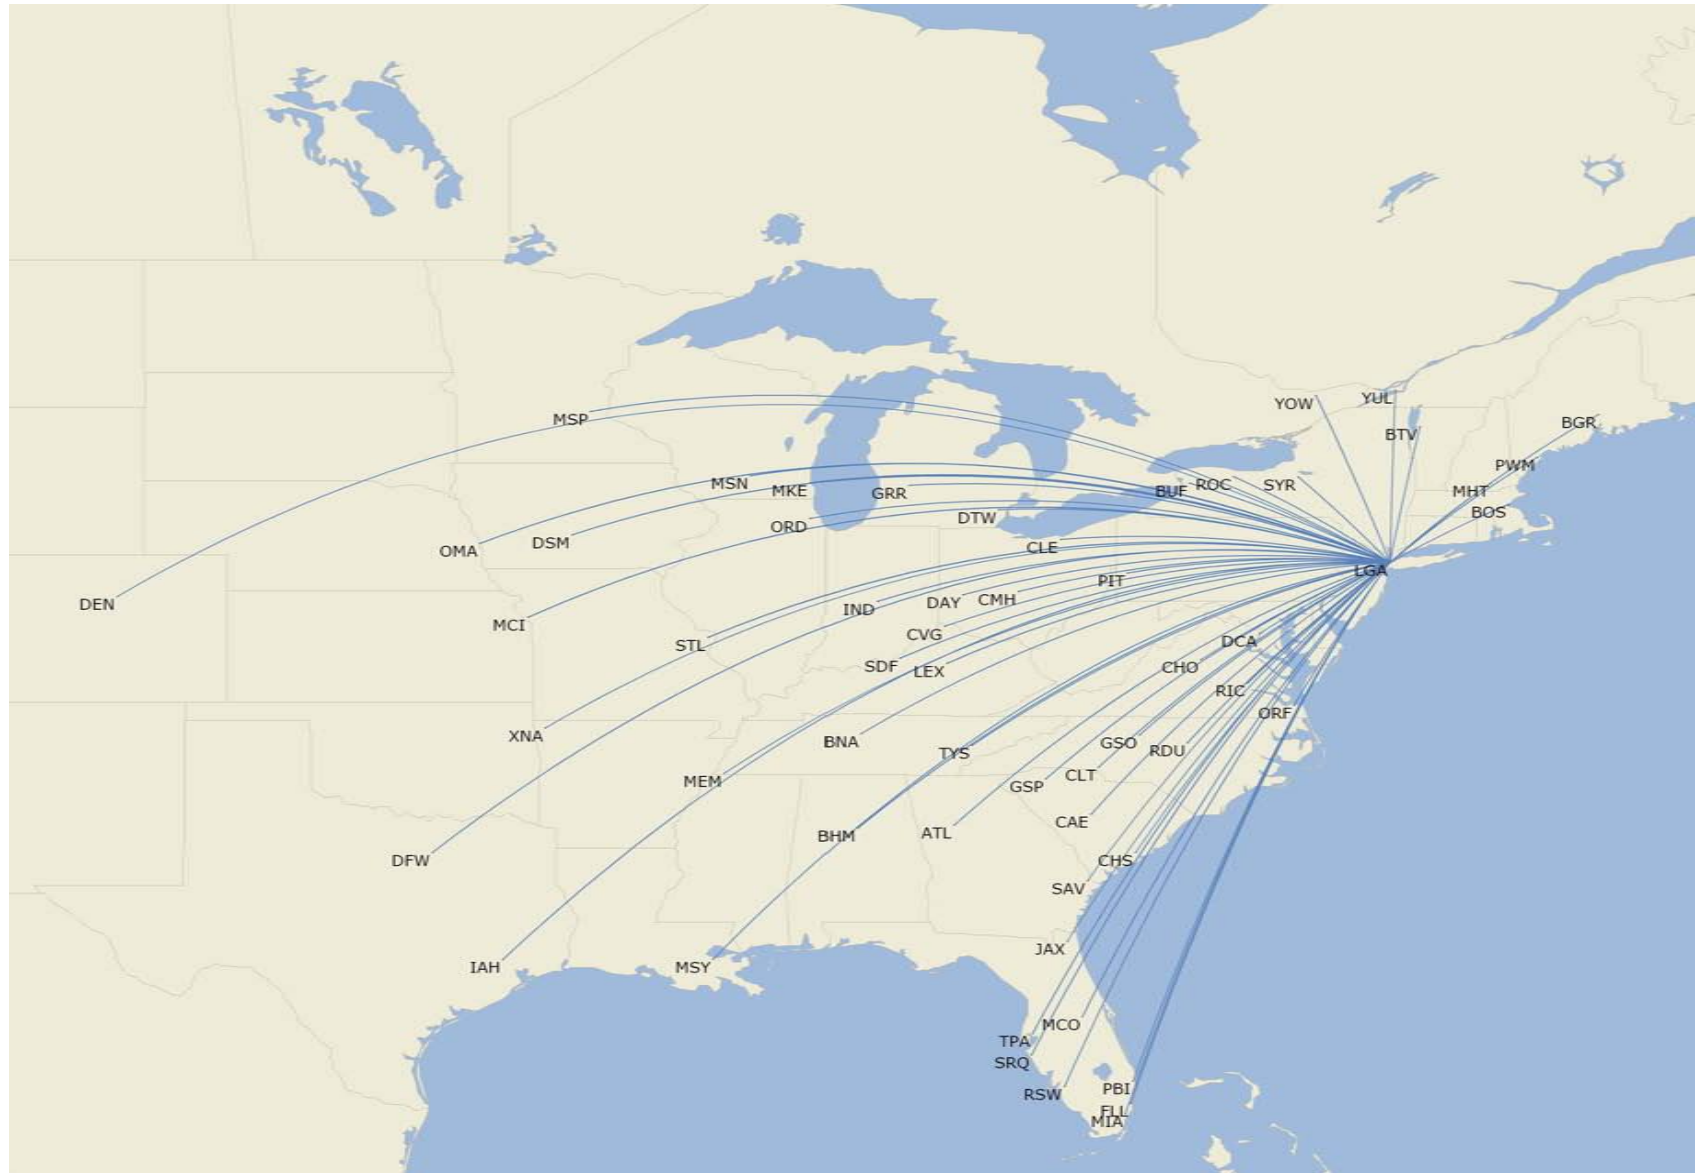 YUL
YOW
MSP
BGR
BTV
PWM
MSN
ROC
SYR
MKE
GRR
BUF
MHT
BOS
DTW
ORD
DSM
CLE
OMA
LGA
PIT
CMH
DAY
DEN
IND
MCI
CVG
DCA
STL
SDF
CHO
LEX
RIC
ORF
XNA
BNA
GSO
RDU
TYS
CLT
MEM
GSP
CAE
ATL
BHM
DFW
CHS
SAV
JAX
IAH
MSY
MCO
TPA
SRQ
PBI
RSW
FLL
MIA